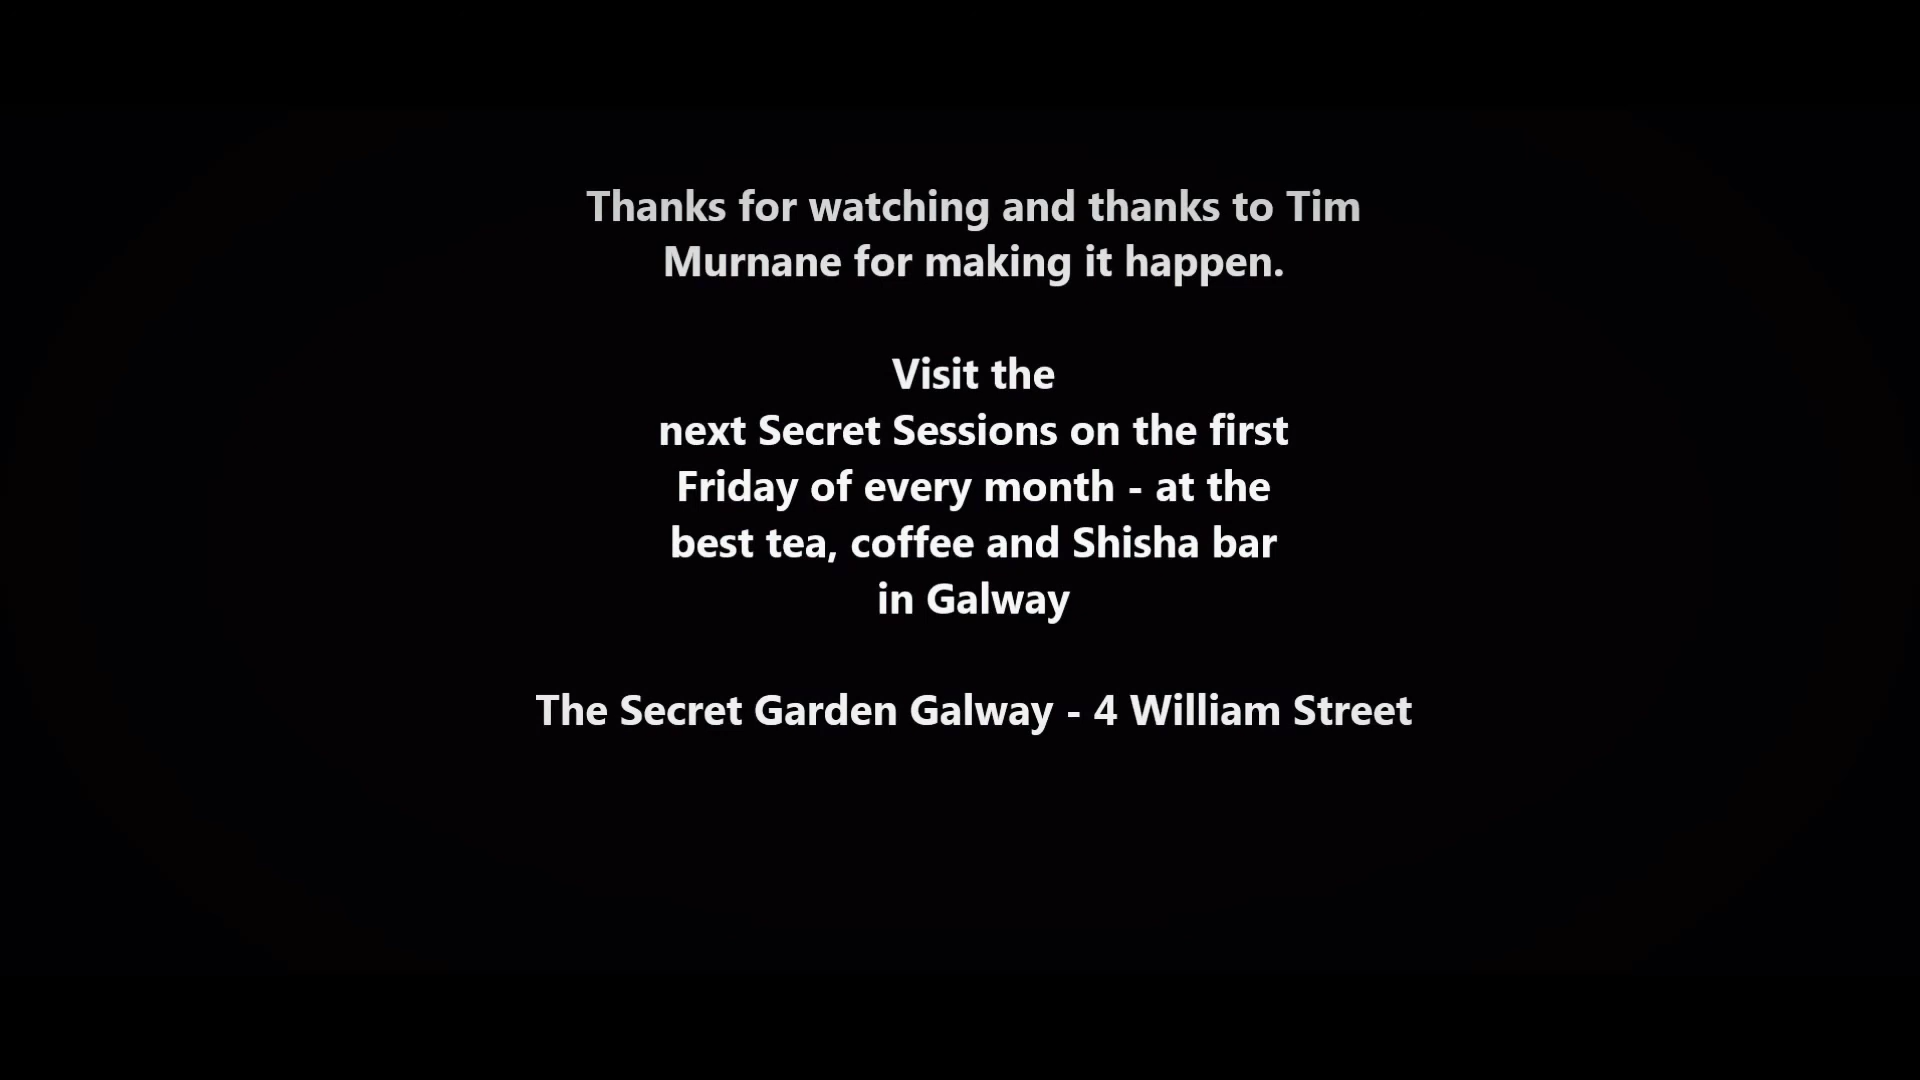 Thanks for watching and thanks to Tim
Murnane for making it happen.
Visit the
next Secret Sessions on the first
Friday of every month - at the
best tea, coffee and Shisha bar
in Galway
The Secret Garden Galway - 4 William Street